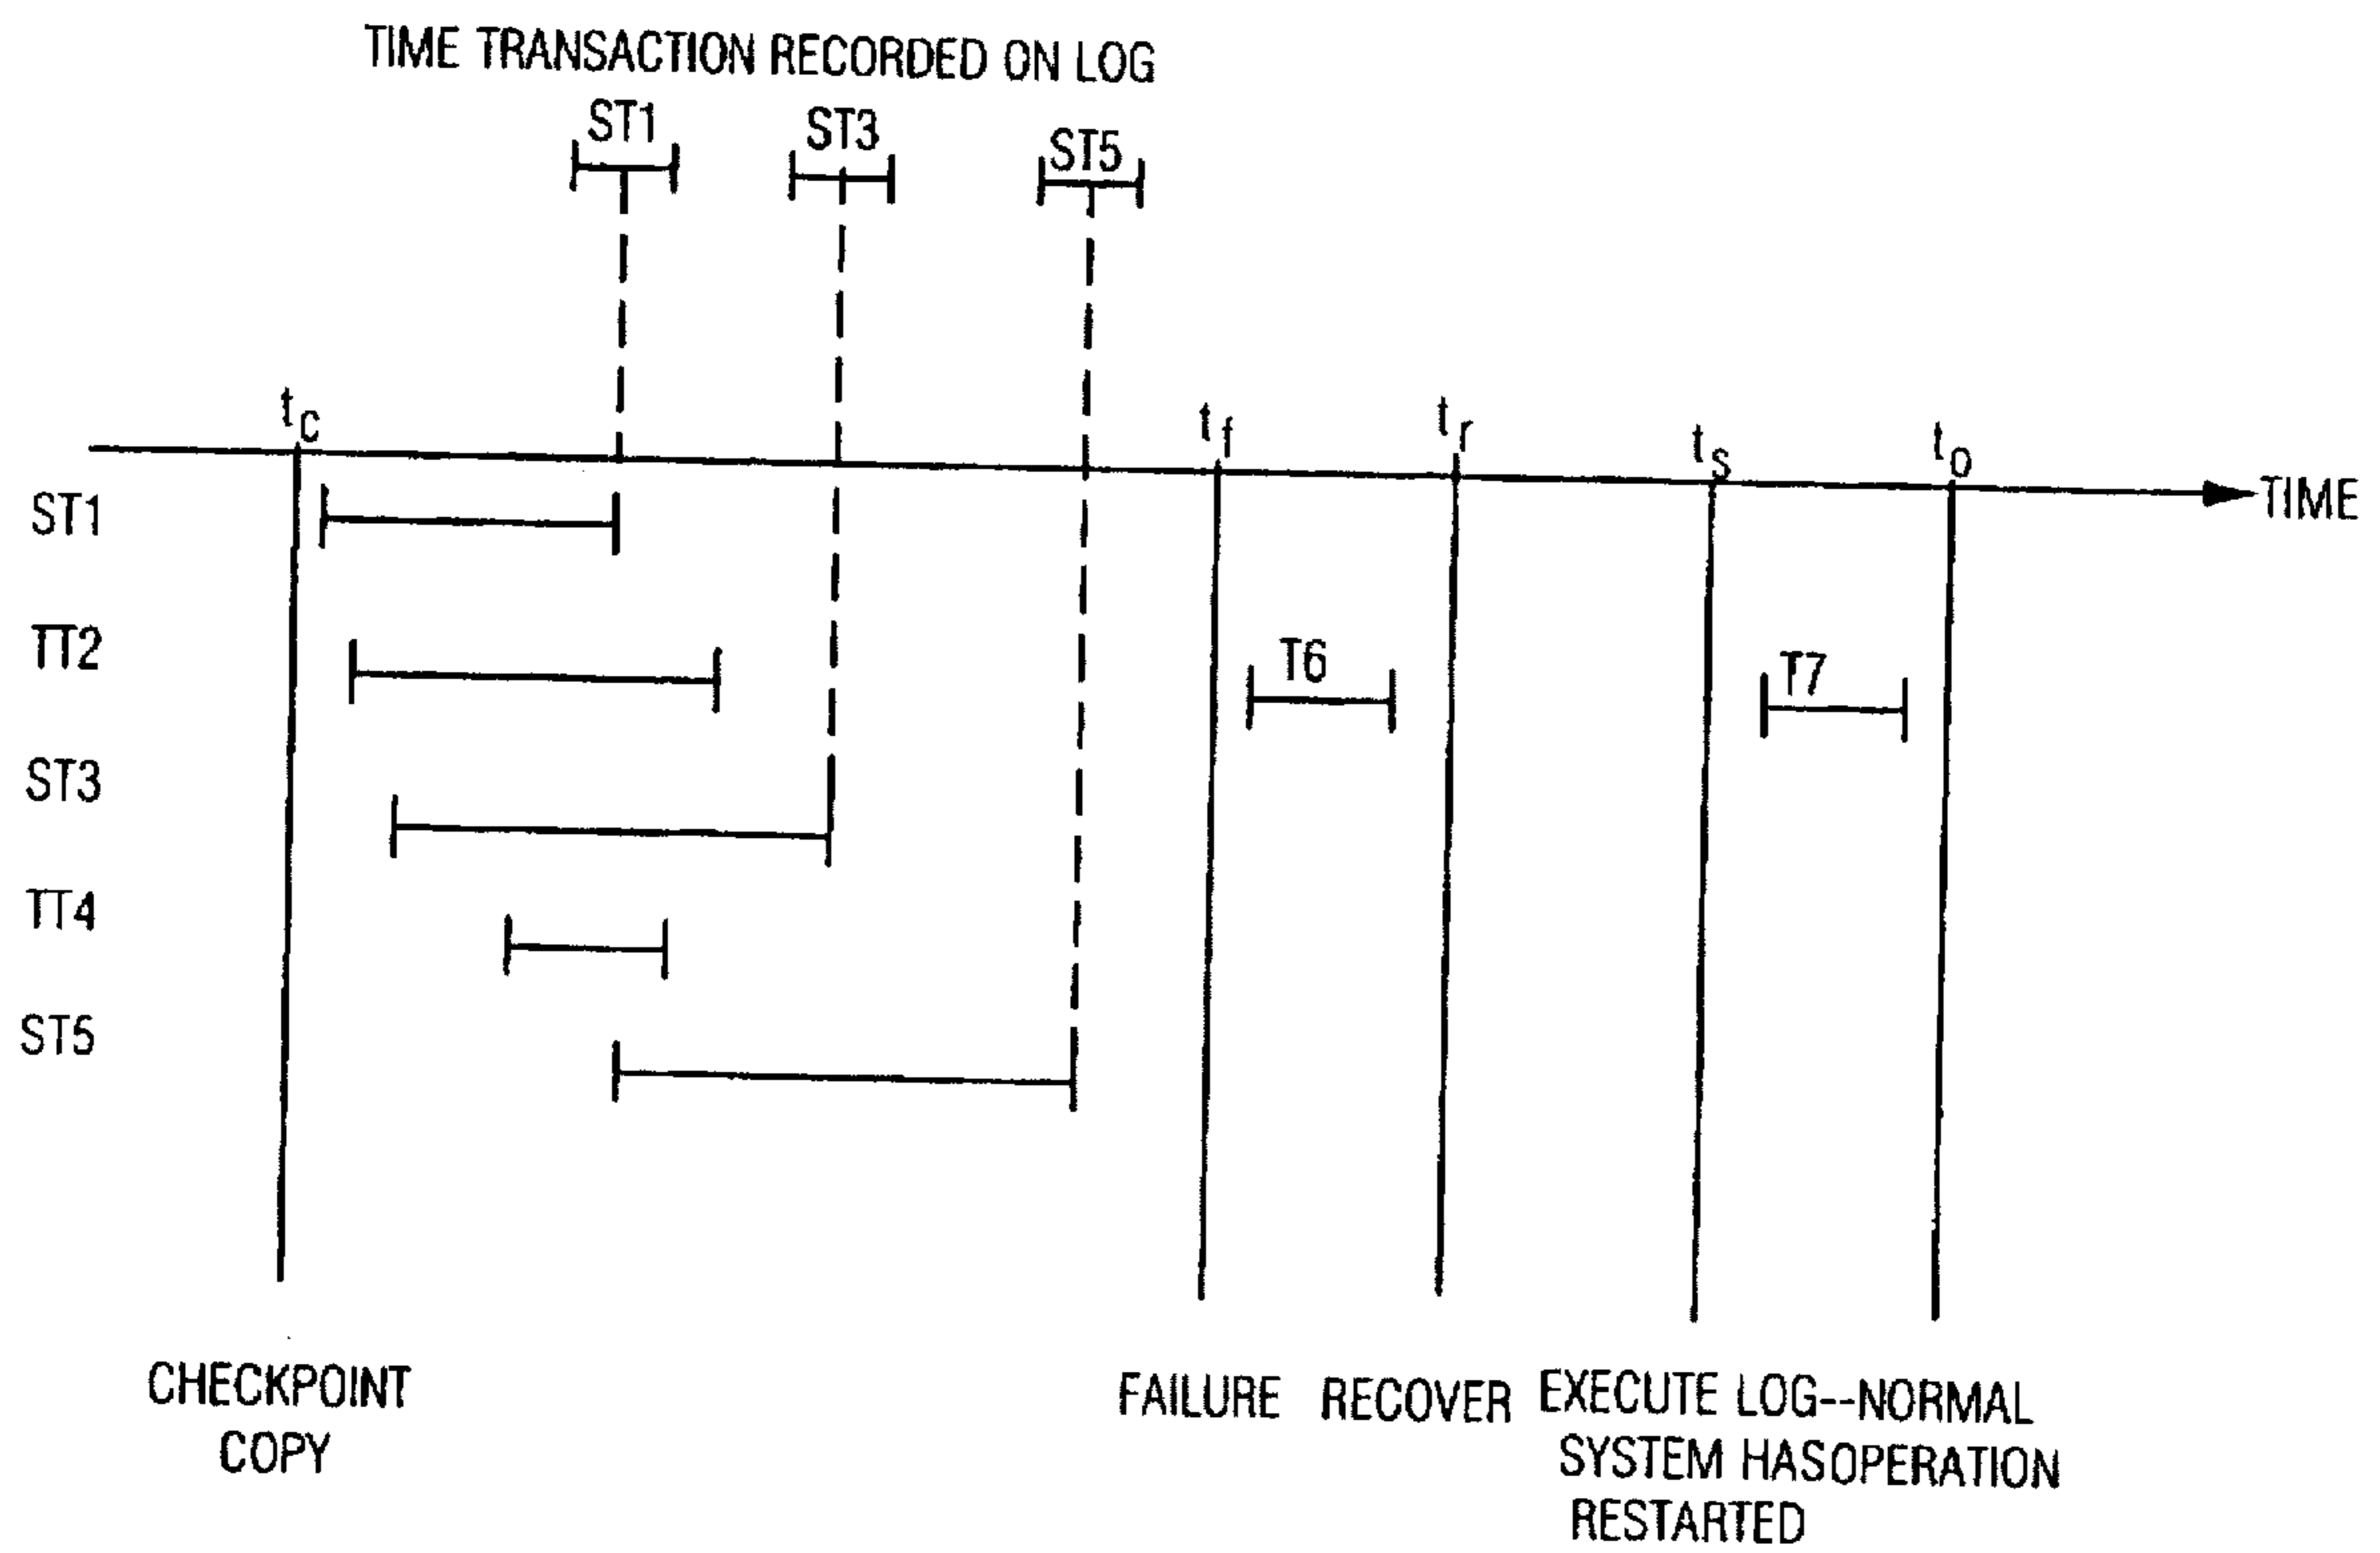 TIME TRANSACTION RECORDED ON LOG
ST1
ST3
ST5
tc
tf
tr
ts
to
TIME
ST1
TT2
T6
T7
ST3
TT4
ST5
CHECKPOINT
COPY
FAILURE
RECOVER
EXECUTE LOG--NORMAL
SYSTEM HASOPERATION
RESTARTED